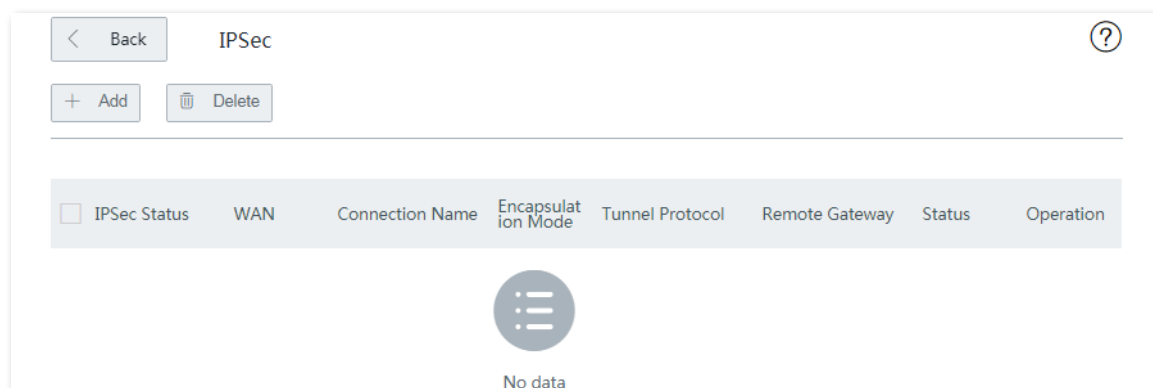 Back IPSec ?
+ Add Delete
IPSec Status WAN Connection Name Encapsulat
ion Mode Tunnel Protocol Remote Gateway Status Operation
No data